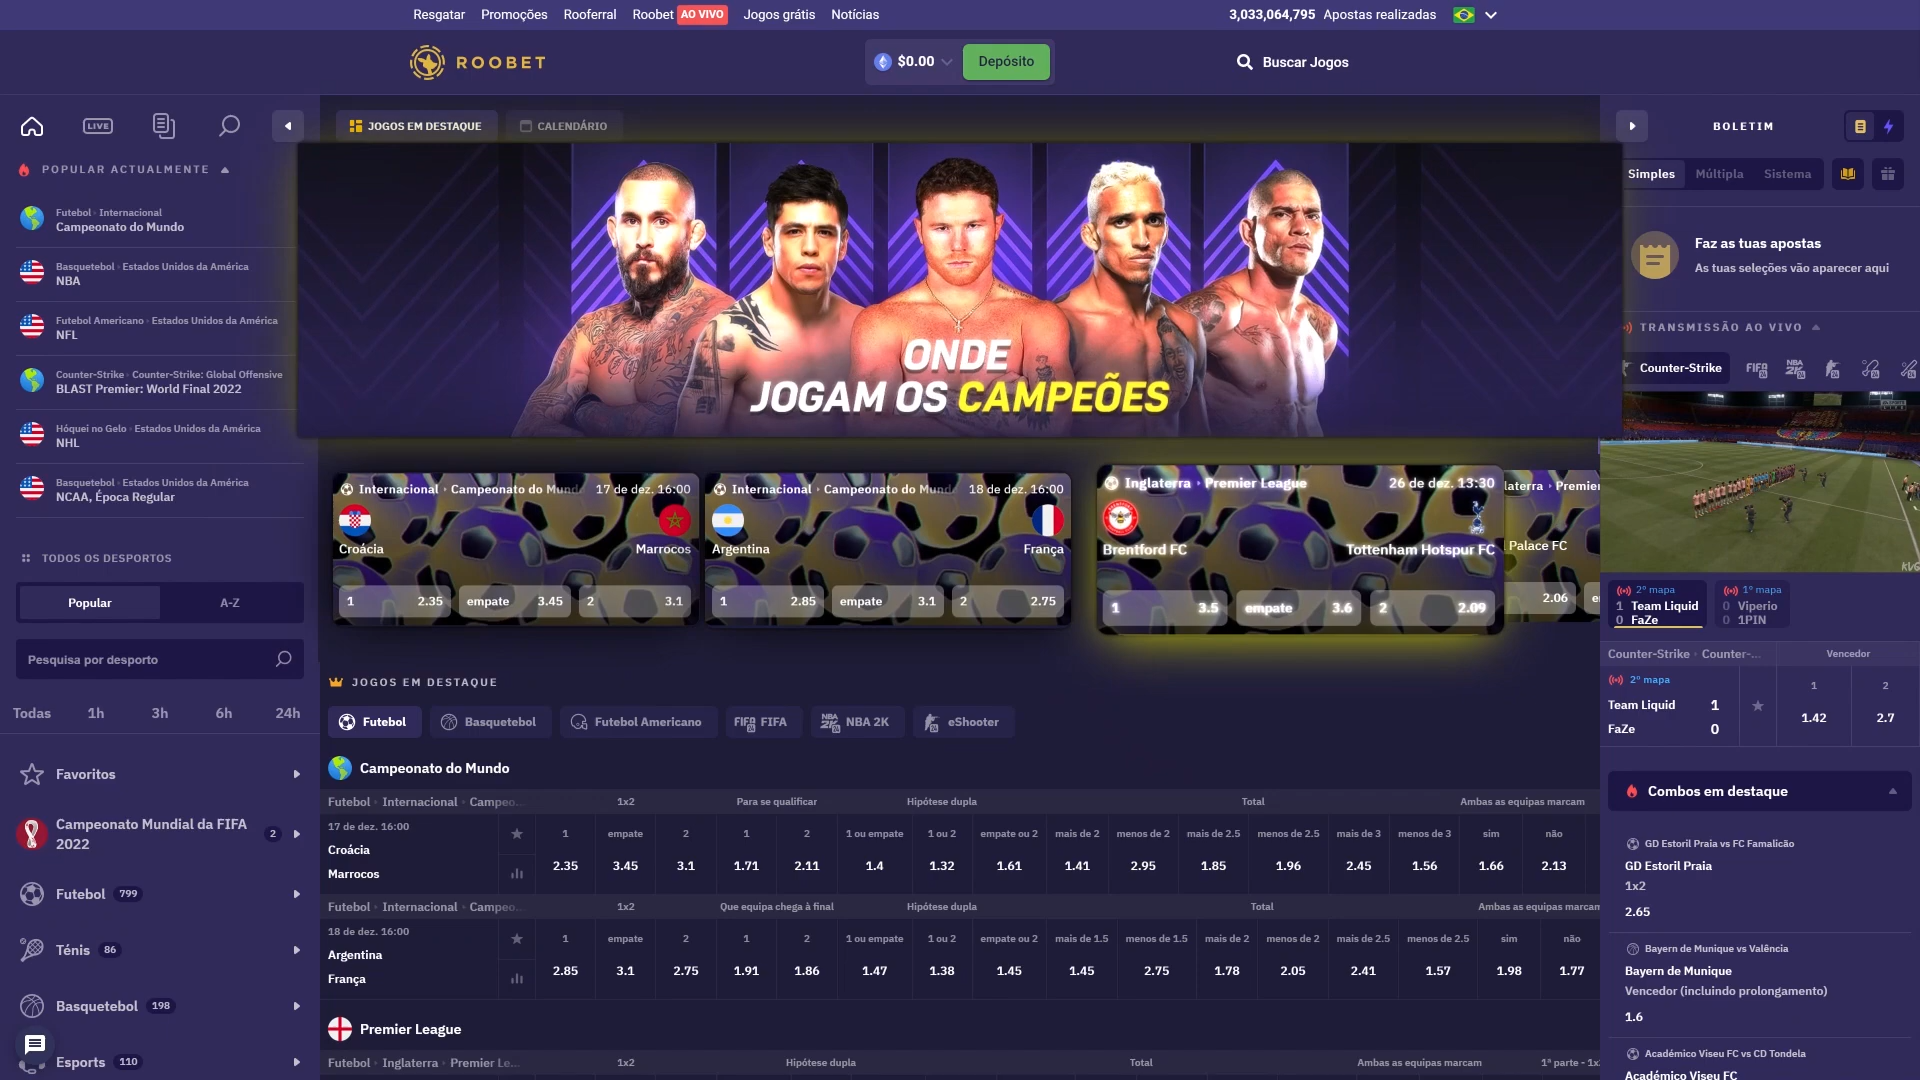 Resgatar Promoções Rooferral Roobet AO VIVO Jogos grátis Notícias
3,033,064,795 Apostas realizadas
ROOBET
$0.00 Depósito
Buscar Jogos
LIVE
POPULAR ACTUALMENTE
Futebol · Internacional
Campeonato do Mundo
Basquetebol · Estados Unidos da América
NBA
Futebol Americano · Estados Unidos da América
NFL
Counter-Strike · Counter-Strike: Global Offensive
BLAST Premier: World Final 2022
Hóquei no Gelo · Estados Unidos da América
NHL
Basquetebol · Estados Unidos da América
NCAA, Época Regular
TODOS OS DESPORTOS
Popular A-Z
Pesquisa por desporto
Todas 1h 3h 6h 24h
Favoritos
Campeonato Mundial da FIFA
2022 2
Futebol 799
Ténis 86
Basquetebol 198
Esports 110
JOGOS EM DESTAQUE CALENDÁRIO
ONDE
JOGAM OS CAMPEÕES
Internacional · Campeonato do Mund 17 de dez. 16:00
Croácia Marrocos
1 2.35 empate 3.45 2 3.1
Internacional · Campeonato do Mund 18 de dez. 16:00
Argentina França
1 2.85 empate 3.1 2 2.75
Inglaterra · Premier League 26 de dez. 13:30
Brentford FC Tottenham Hotspur FC
1 3.5 empate 3.6 2 2.09
laterra · Premier
Palace FC
2.06 e
JOGOS EM DESTAQUE
Futebol Basquetebol Futebol Americano FIFA FIFA NBA 2K NBA 2K eShooter
Campeonato do Mundo
Futebol · Internacional · Campeo... 1x2 Para se qualificar Hipótese dupla Total Ambas as equipas marcam
17 de dez. 16:00 1 empate 2 1 2 1 ou empate 1 ou 2 empate ou 2 mais de 2 menos de 2 mais de 2.5 menos de 2.5 mais de 3 menos de 3 sim não
Croácia
2.35 3.45 3.1 1.71 2.11 1.4 1.32 1.61 1.41 2.95 1.85 1.96 2.45 1.56 1.66 2.13
Marrocos
Futebol · Internacional · Campeo... 1x2 Que equipa chega à final Hipótese dupla Total Ambas as equipas marcam
18 de dez. 16:00 1 empate 2 1 2 1 ou empate 1 ou 2 empate ou 2 mais de 1.5 menos de 1.5 mais de 2 menos de 2 mais de 2.5 menos de 2.5 sim não
Argentina
2.85 3.1 2.75 1.91 1.86 1.47 1.38 1.45 1.45 2.75 1.78 2.05 2.41 1.57 1.98 1.77
França
Premier League
Futebol · Inglaterra · Premier Le... 1x2 Hipótese dupla Total Ambas as equipas marcam 1ª parte - 1x
BOLETIM
Simples Múltipla Sistema
Faz as tuas apostas
As tuas seleções vão aparecer aqui
TRANSMISSÃO AO VIVO
Counter-Strike FIFA NBA 2K
2º mapa
1 Team Liquid
0 FaZe
1º mapa
0 Viperio
0 1PIN
Counter-Strike · Counter-... Vencedor
2º mapa 1 2
Team Liquid 1
1.42 2.7
FaZe 0
Combos em destaque
GD Estoril Praia vs FC Famalicão
GD Estoril Praia
1x2
2.65
Bayern de Munique vs Valência
Bayern de Munique
Vencedor (incluindo prolongamento)
1.6
Académico Viseu FC vs CD Tondela
Académico Viseu FC